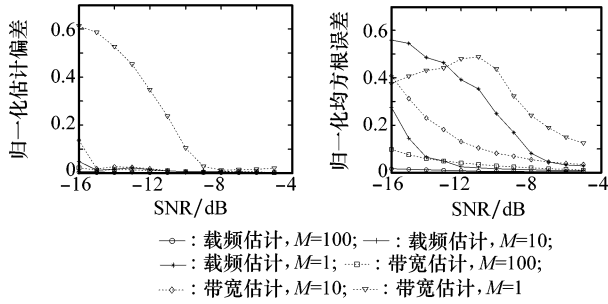 归一化估计偏差
0.6
0.4
0.2
0
−16
−12
−8
−4
SNR/dB
归一化均方根误差
0.6
0.4
0.2
0
−16
−12
−8
−4
SNR/dB
: 载频估计, M=100; : 载频估计, M=10;
: 载频估计, M=1; : 带宽估计, M=100;
: 带宽估计, M=10; : 带宽估计, M=1